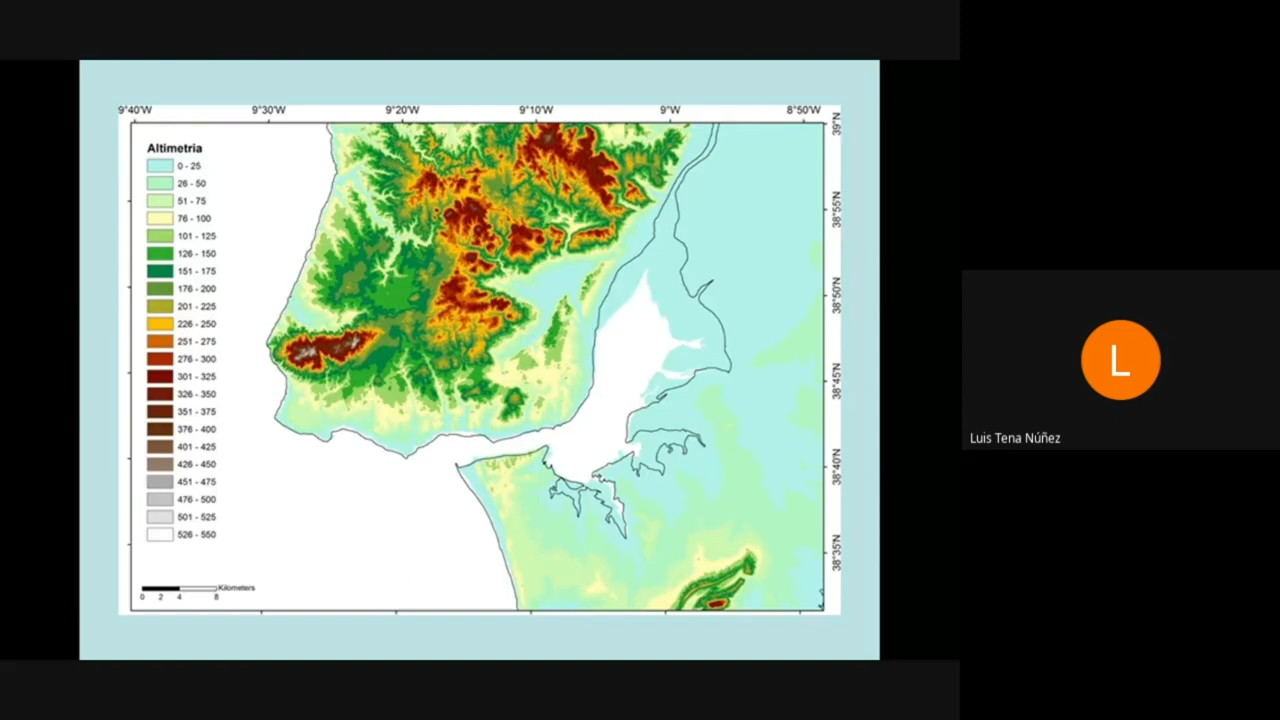 9°40'W 9°30'W 9°20'W 9°10'W 9°W 8°50'W
39°N
38°55'N
38°50'N
38°45'N
38°40'N
38°35'N
Altimetria
0 - 25
26 - 50
51 - 75
76 - 100
101 - 125
126 - 150
151 - 175
176 - 200
201 - 225
226 - 250
251 - 275
276 - 300
301 - 325
326 - 350
351 - 375
376 - 400
401 - 425
426 - 450
451 - 475
476 - 500
501 - 525
526 - 550
Kilometers
0 2 4 8
L
Luis Tena Núñez